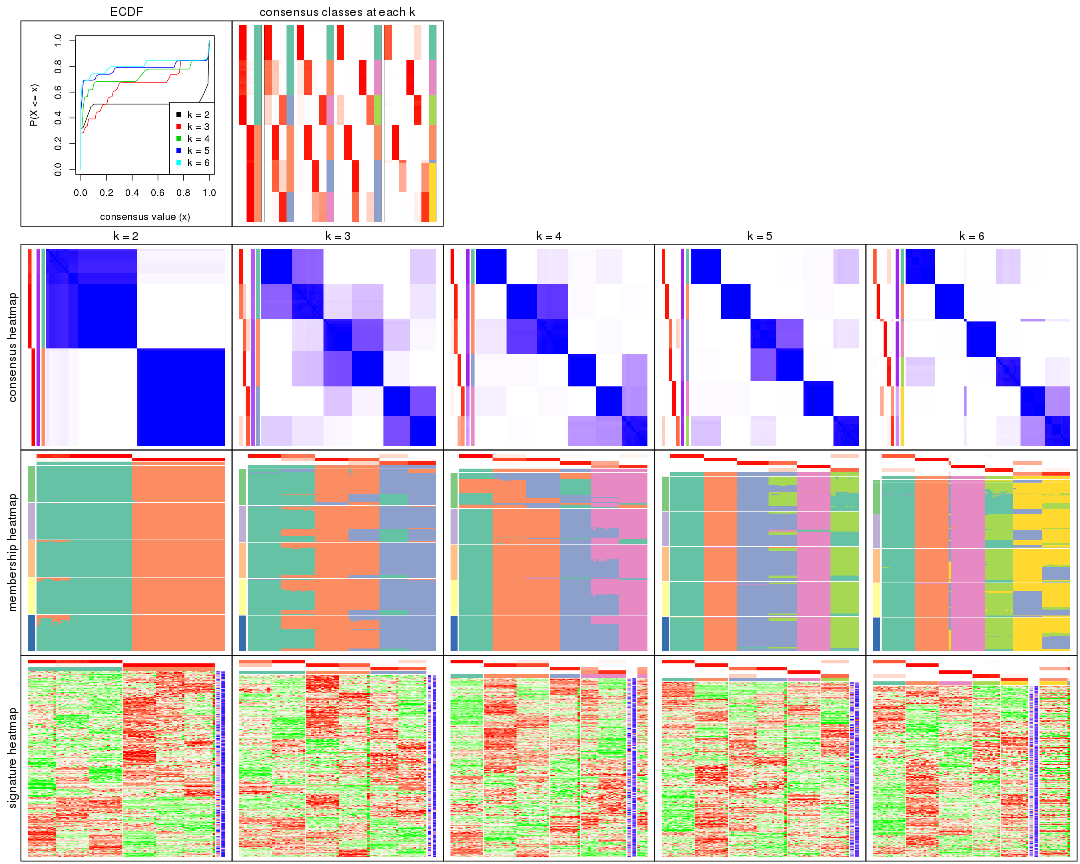 ECDF
consensus classes at each k
P(X <= x)
0.0 0.2 0.4 0.6 0.8 1.0
k = 2
k = 3
k = 4
k = 5
k = 6
0.0 0.2 0.4 0.6 0.8 1.0
consensus value (x)
k = 2 k = 3 k = 4 k = 5 k = 6
consensus heatmap
membership heatmap
signature heatmap